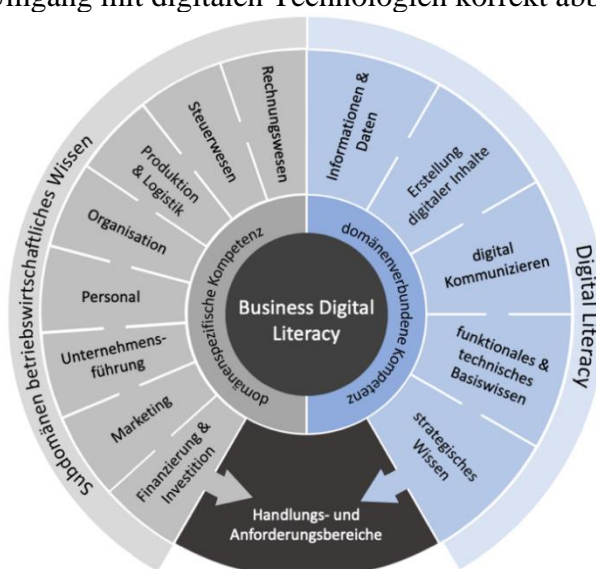 mgang mit digitalen Technologien korrekt
Subdomänen betriebswirtschaftliches Wissen
Rechnungswesen
Steuerwesen
Produktion
& Logistik
Organisation
Personal
Unternehmens-
führung
Marketing
Finanzierung &
Investition
domänenspezifische Kompetenz
Business Digital
Literacy
domänenverbundene Kompetenz
Informationen &
Daten
Erstellung
digitaler Inhalte
digital
Kommunizieren
funktionales &
technisches
Basiswissen
strategisches
Wissen
Digital Literacy
Handlungs- und
Anforderungsbereiche